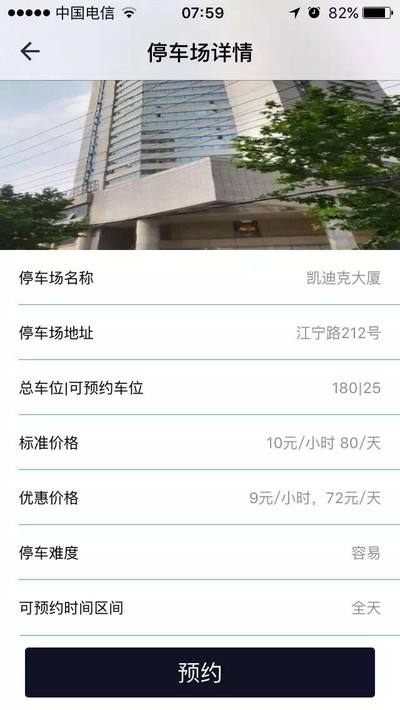 中国电信 07:59 82%
停车场详情
停车场名称 凯迪克大厦
停车场地址 江宁路212号
总车位|可预约车位 180|25
标准价格 10元/小时 80/天
优惠价格 9元/小时，72元/天
停车难度 容易
可预约时间区间 全天
预约